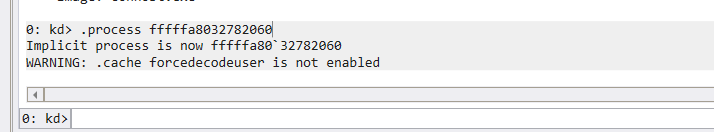 0: kd> .process fffffa8032782060
Implicit process is now fffffa80`32782060
WARNING: .cache forcedecodeuser is not enabled
0: kd>